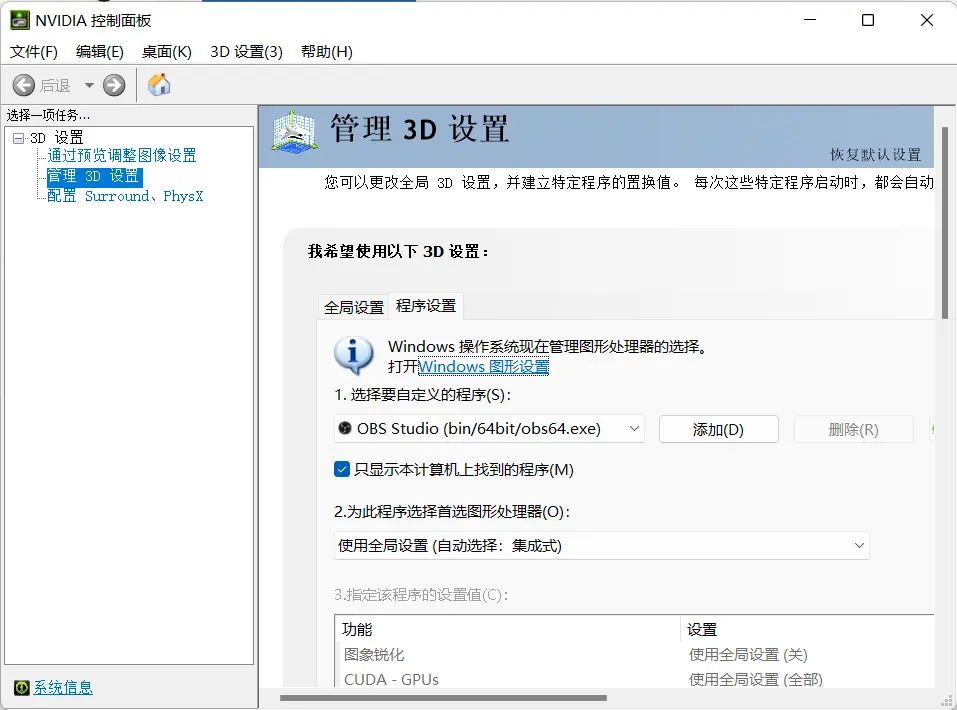 NVIDIA 控制面板
文件(F) 编辑(E) 桌面(K) 3D 设置(3) 帮助(H)
后退
选择一项任务...
3D 设置
通过预览调整图像设置
管理 3D 设置
配置 Surround、PhysX
系统信息
管理 3D 设置
恢复默认设置
您可以更改全局 3D 设置，并建立特定程序的置换值。 每次这些特定程序启动时，都会自动
我希望使用以下 3D 设置：
全局设置 程序设置
Windows 操作系统现在管理图形处理器的选择。
打开Windows 图形设置
1. 选择要自定义的程序(S)：
OBS Studio (bin/64bit/obs64.exe) 添加(D) 删除(R)
只显示本计算机上找到的程序(M)
2.为此程序选择首选图形处理器(O)：
使用全局设置 (自动选择：集成式)
3.指定该程序的设置值(C)：
功能 设置
图象锐化 使用全局设置 (关)
CUDA - GPUs 使用全局设置 (全部)